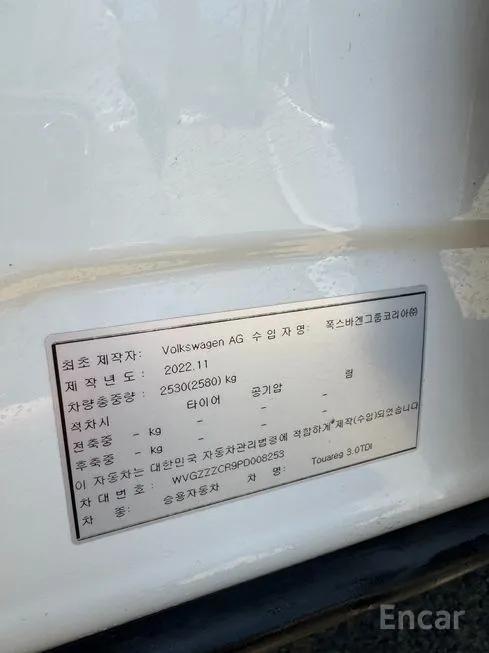 최초 제작자: Volkswagen AG 수 입 자 명: 폭스바겐그룹코리아㈜
제 작 년 도: 2022.11
차량총중량: 2530(2580) kg
적차시 타이어 공기압 림
전축중 - kg - - -
후축중 - kg - - -
이 자동차는 대한민국 자동차관리법령에 적합하게 제작(수입)되었습니다
차 대 번 호: WVGZZZCR9PD008253
차 종: 승용자동차 차 명: Touareg 3.0TDI
Encar